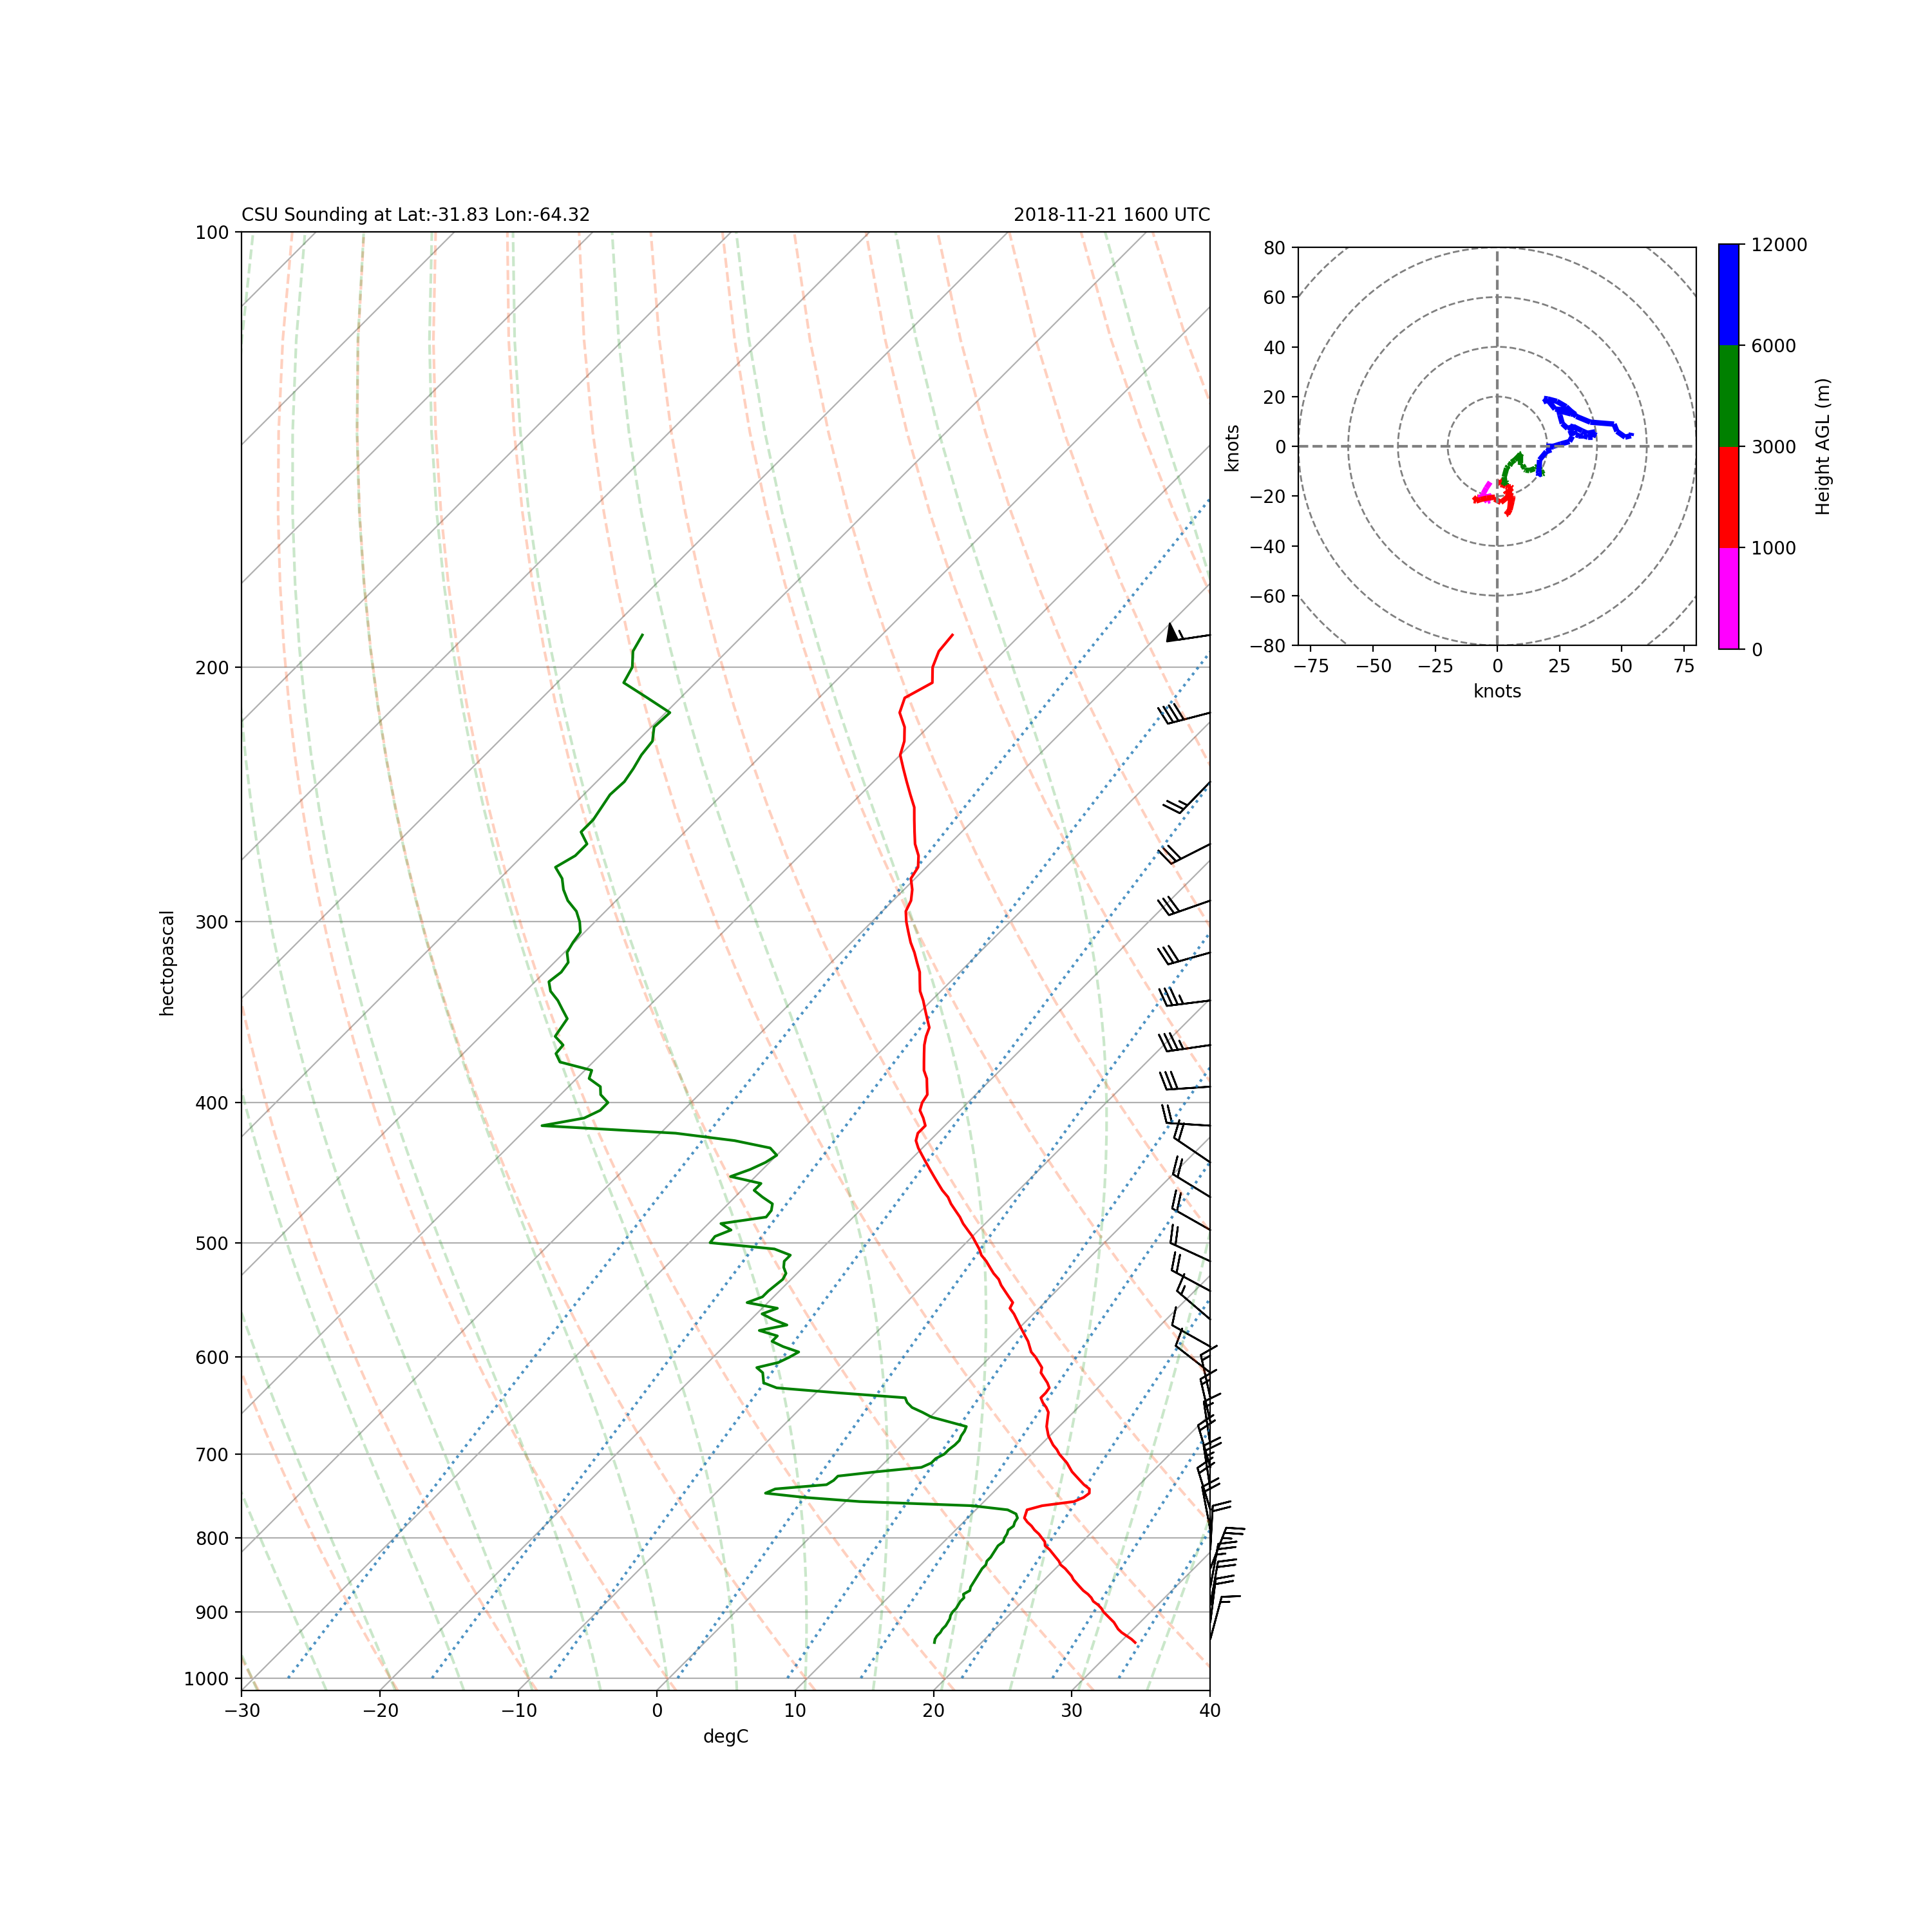 CSU Sounding at Lat:-31.83 Lon:-64.32
2018-11-21 1600 UTC
100
200
300
400
500
600
700
800
900
1000
hectopascal
−30 −20 −10 0 10 20 30 40
degC
80
60
40
20
0
−20
−40
−60
−80
knots
−75 −50 −25 0 25 50 75
knots
12000
6000
3000
1000
0
Height AGL (m)